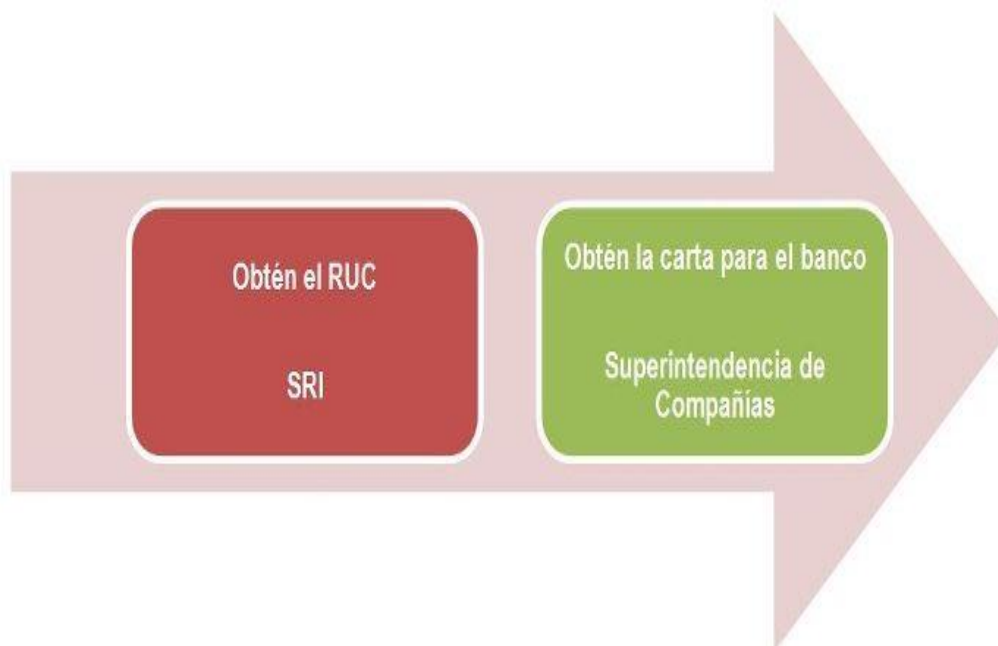 Obtén el RUC
SRI
Obtén la carta para el banco
Superintendencia de
Compañías